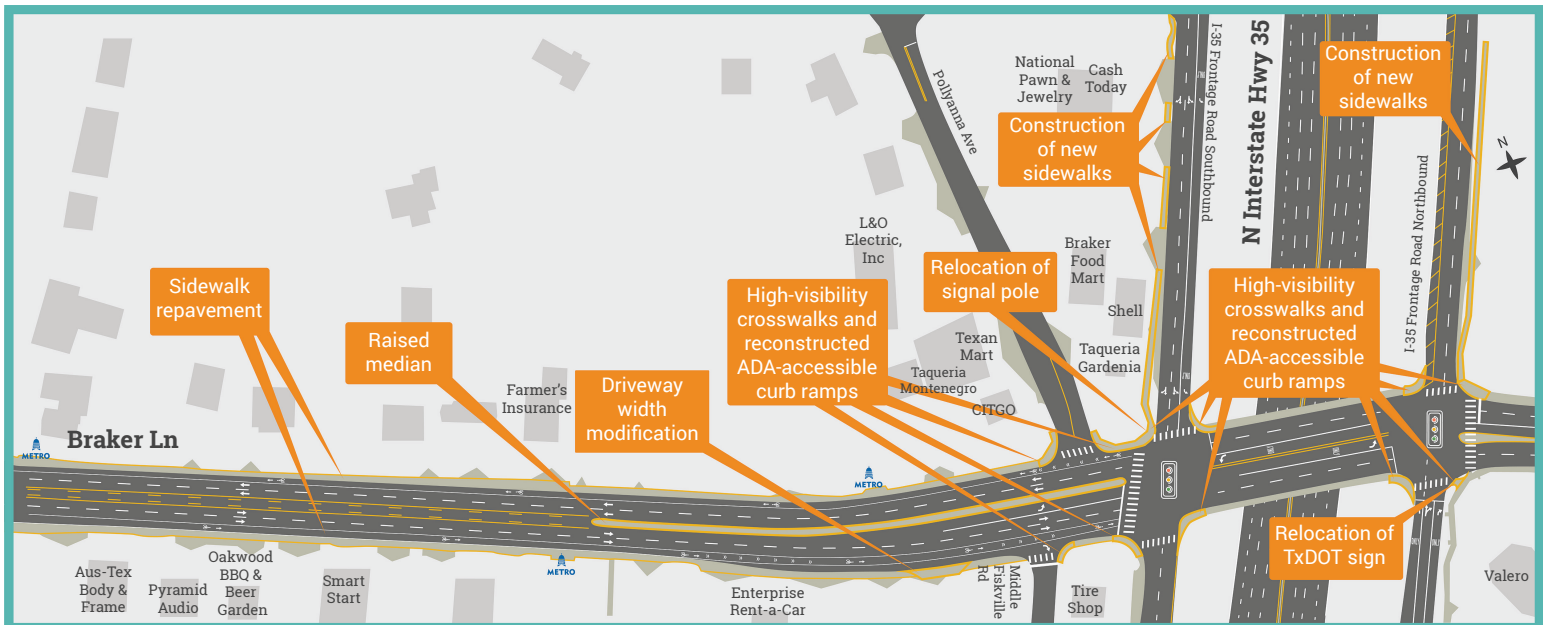 National
Pawn &
Jewelry
Cash
Today
Pollyanna Ave
I-35 Frontage Road Southbound
N Interstate Hwy 35
Construction
of new
sidewalks
Construction
of new
sidewalks
N
I-35 Frontage Road Northbound
L&O
Electric,
Inc
Braker
Food
Mart
Relocation of
signal pole
Shell
High-visibility
crosswalks and
reconstructed
ADA-accessible
curb ramps
High-visibility
crosswalks and
reconstructed
ADA-accessible
curb ramps
Sidewalk
repavement
Raised
median
Texan
Mart
Taqueria
Gardenia
Taqueria
Montenegro
CITGO
Farmer's
Insurance
Driveway
width
modification
Braker Ln
METRO
METRO
METRO
Relocation of
TxDOT sign
Aus-Tex
Body &
Frame
Pyramid
Audio
Oakwood
BBQ &
Beer
Garden
Smart
Start
Enterprise
Rent-a-Car
Middle
Fiskville
Rd
Tire
Shop
Valero